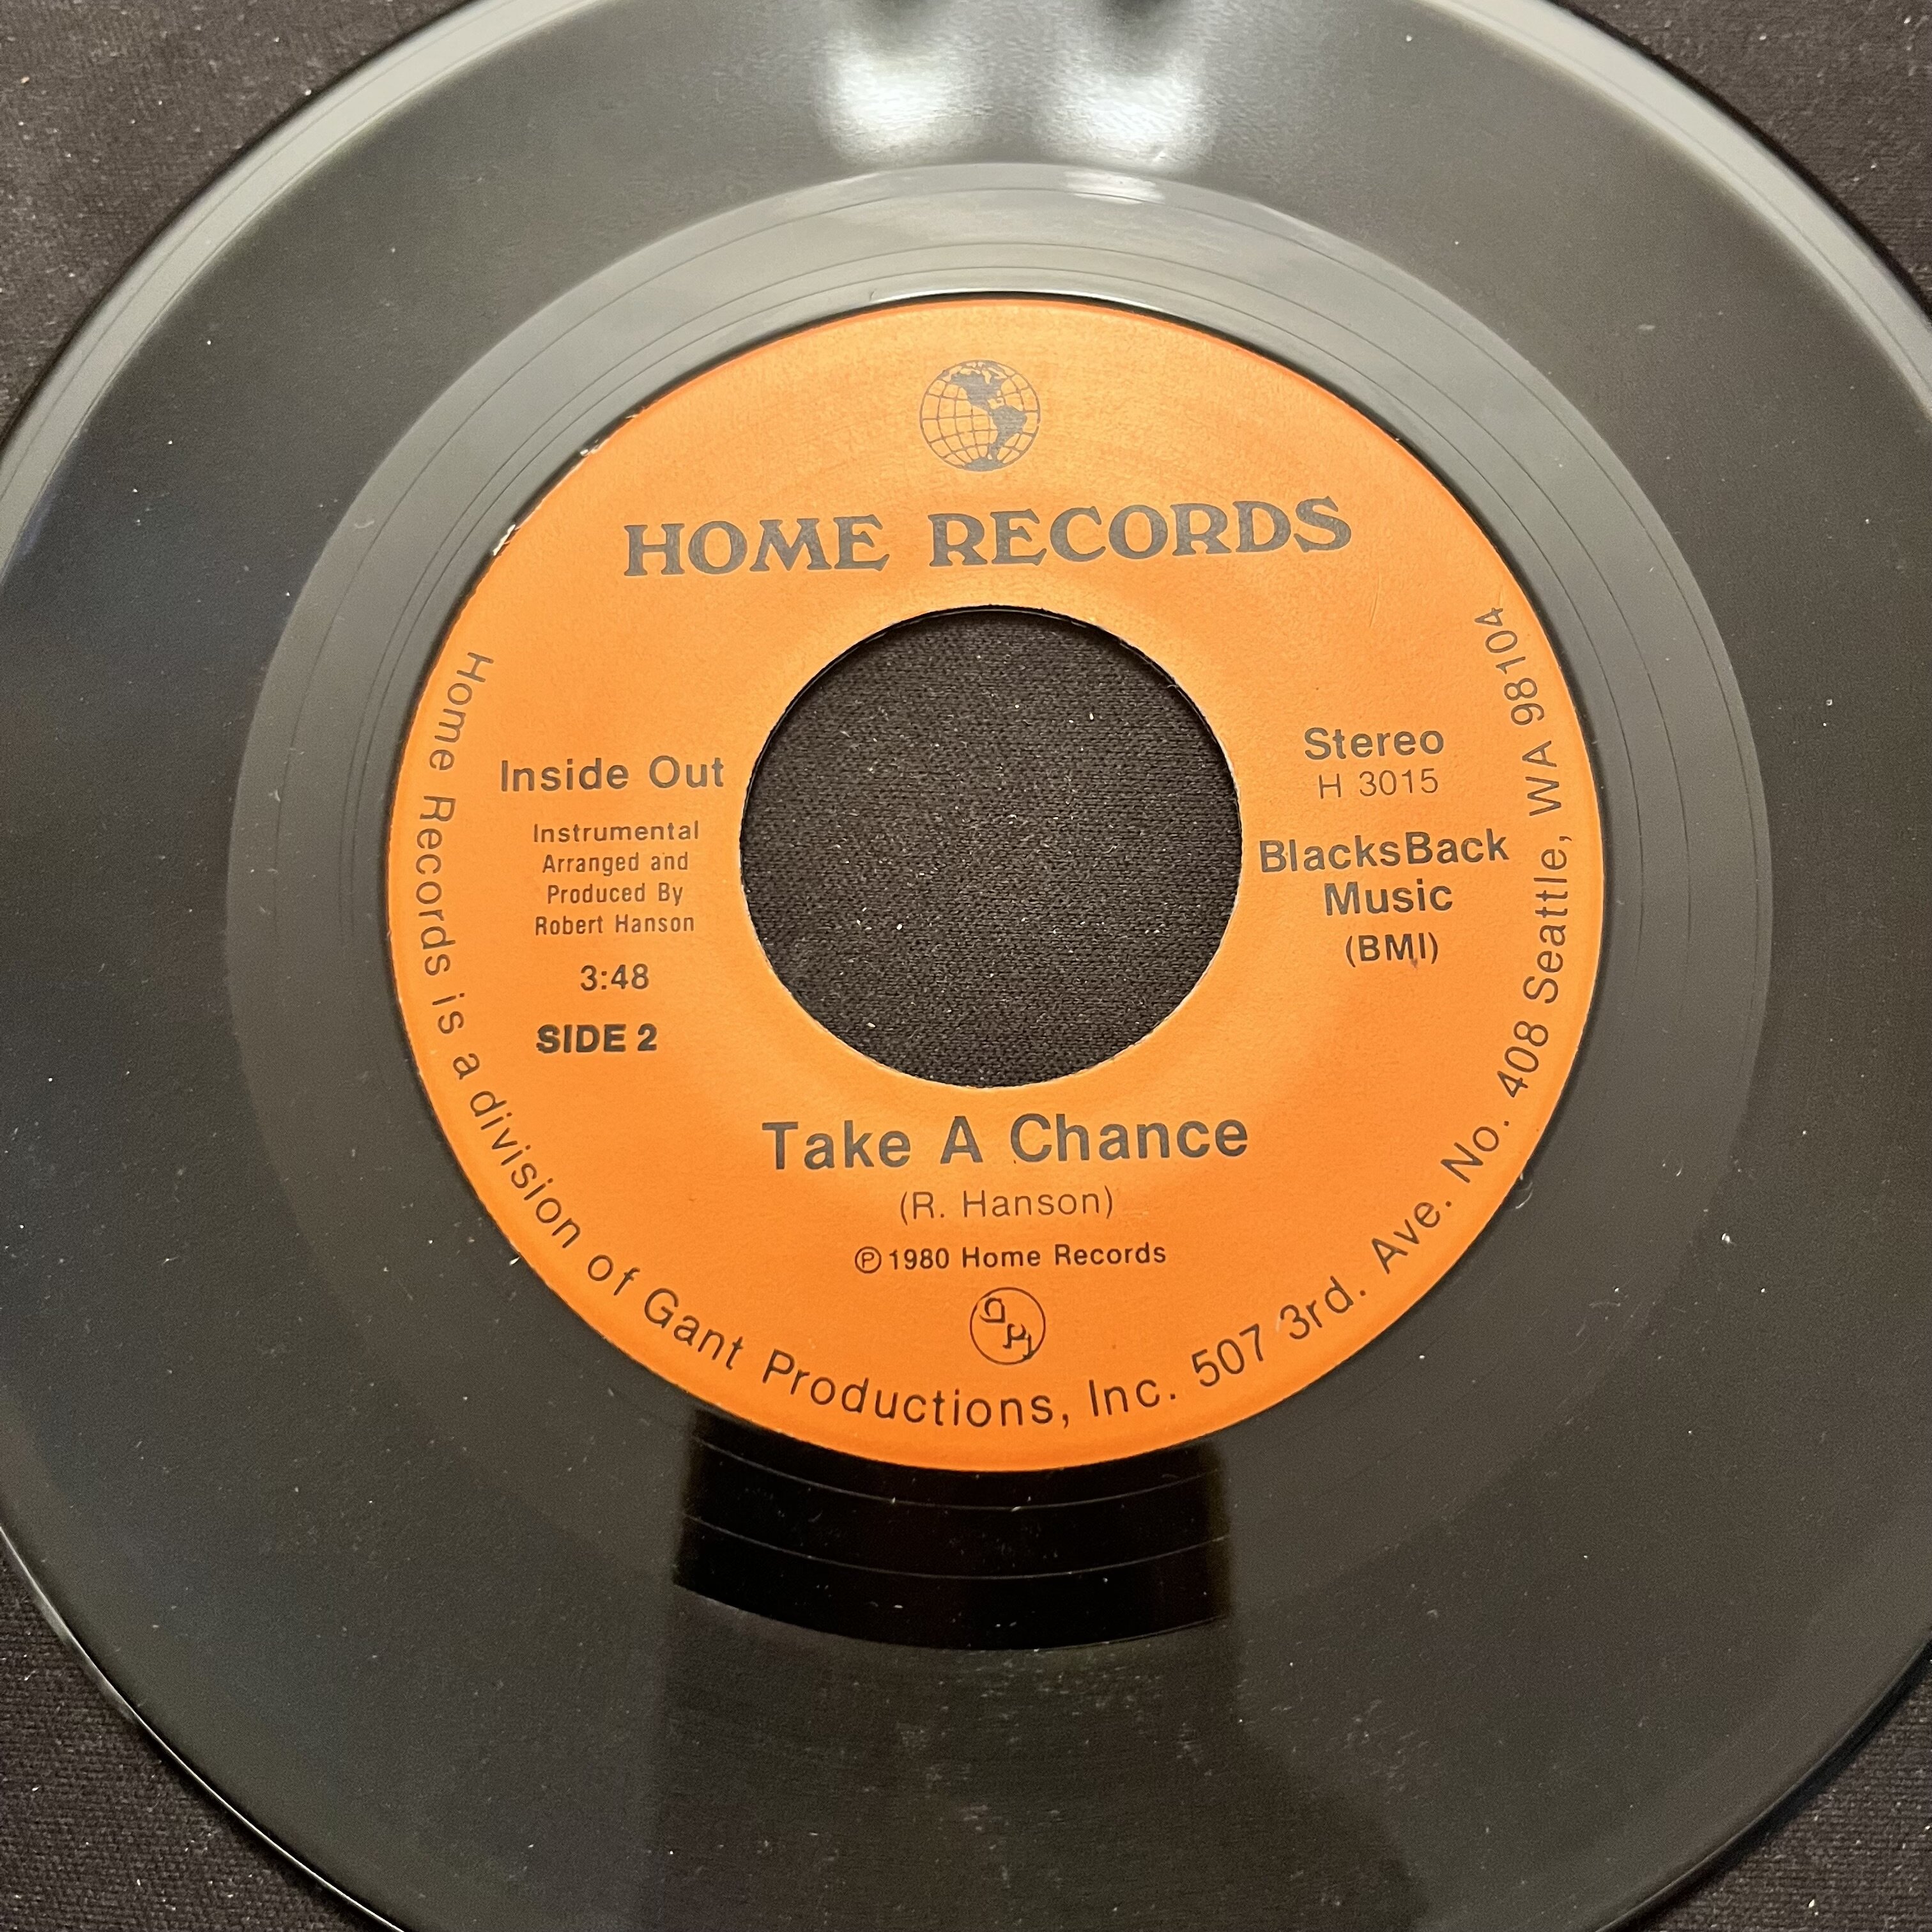 HOME RECORDS
Inside Out
Instrumental
Arranged and
Produced By
Robert Hanson
3:48
SIDE 2
Stereo
H 3015
BlacksBack
Music
(BMI)
Take A Chance
(R. Hanson)
℗ 1980 Home Records
Home Records is a division of Gant Productions, Inc. 507 3rd. Ave. No. 408 Seattle, WA 98104